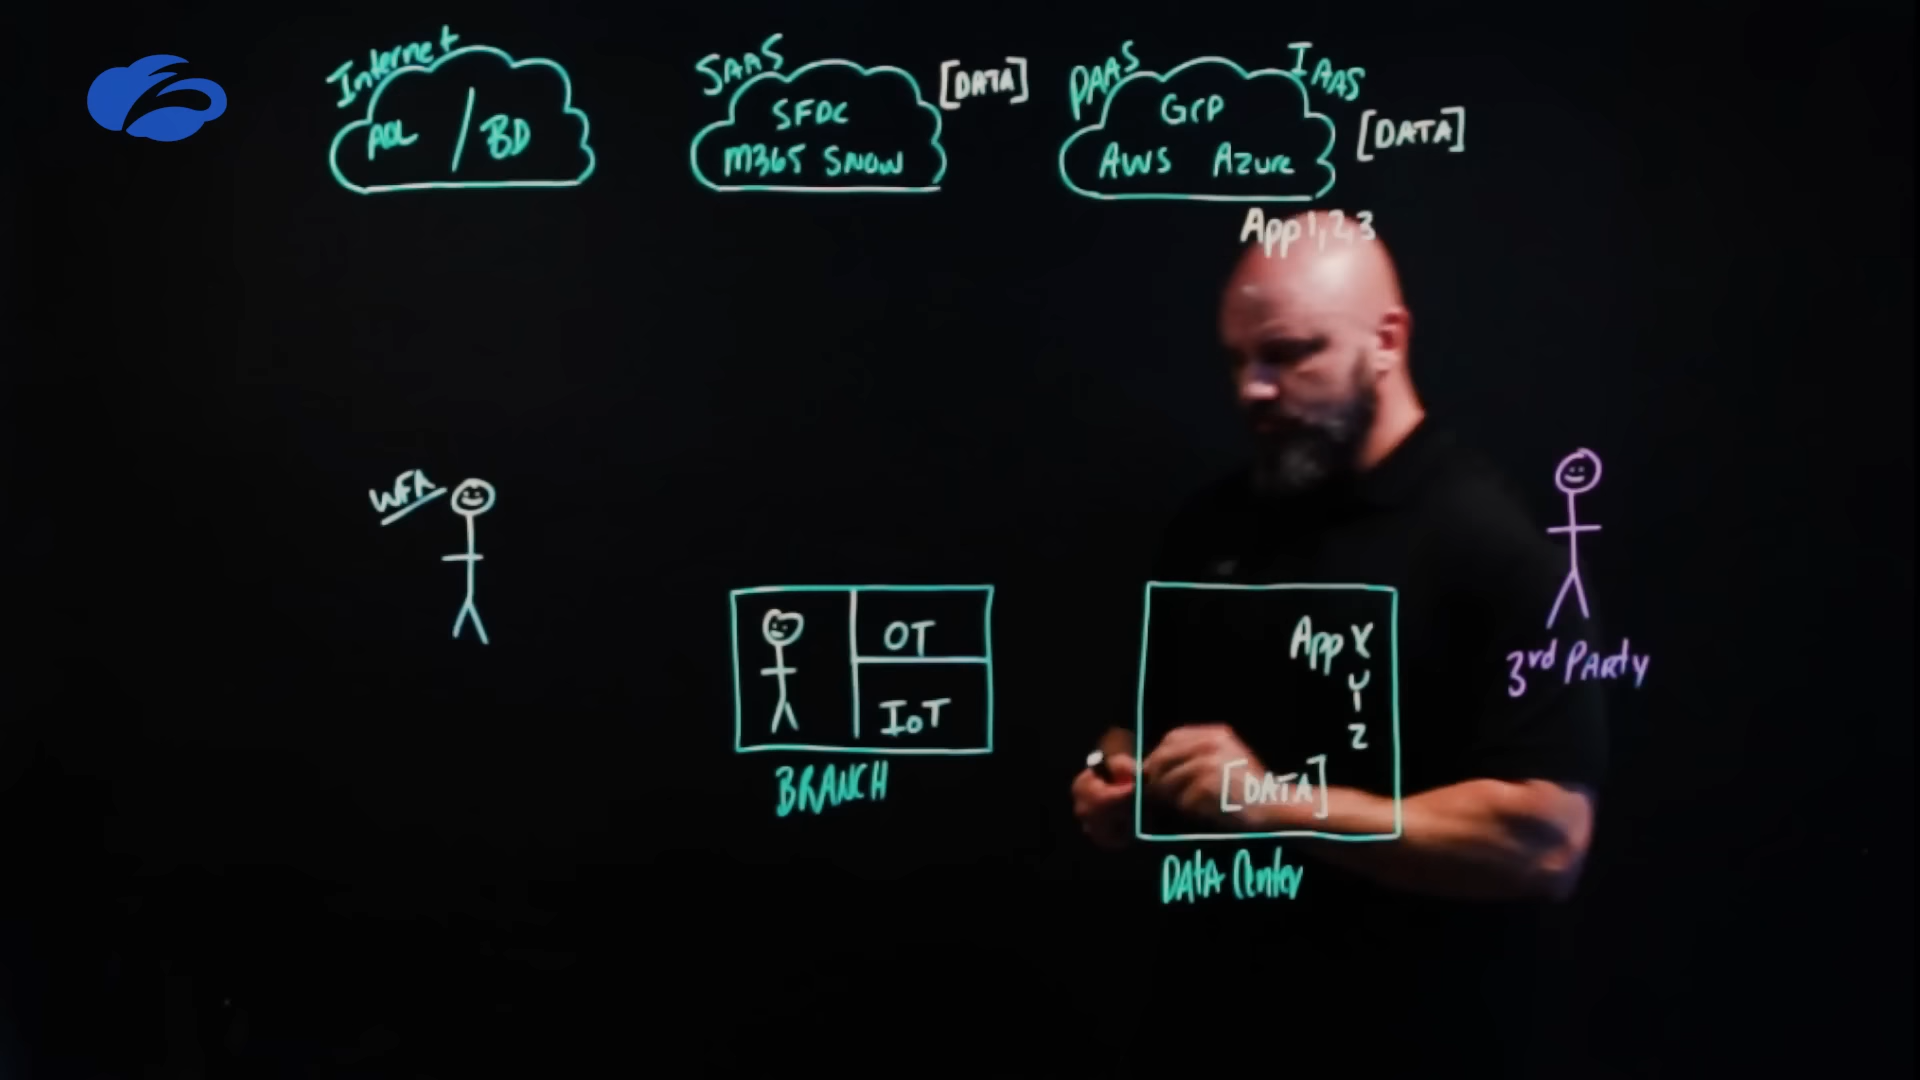 Internet
AOL / BD
SAAS
SFDC
M365 SNOW
[DATA]
PAAS
IAAS
GCP
AWS Azure
[DATA]
App 1,2,3
WFA
OT
IoT
BRANCH
App X
Y
Z
[DATA]
DATA Center
3rd PARty